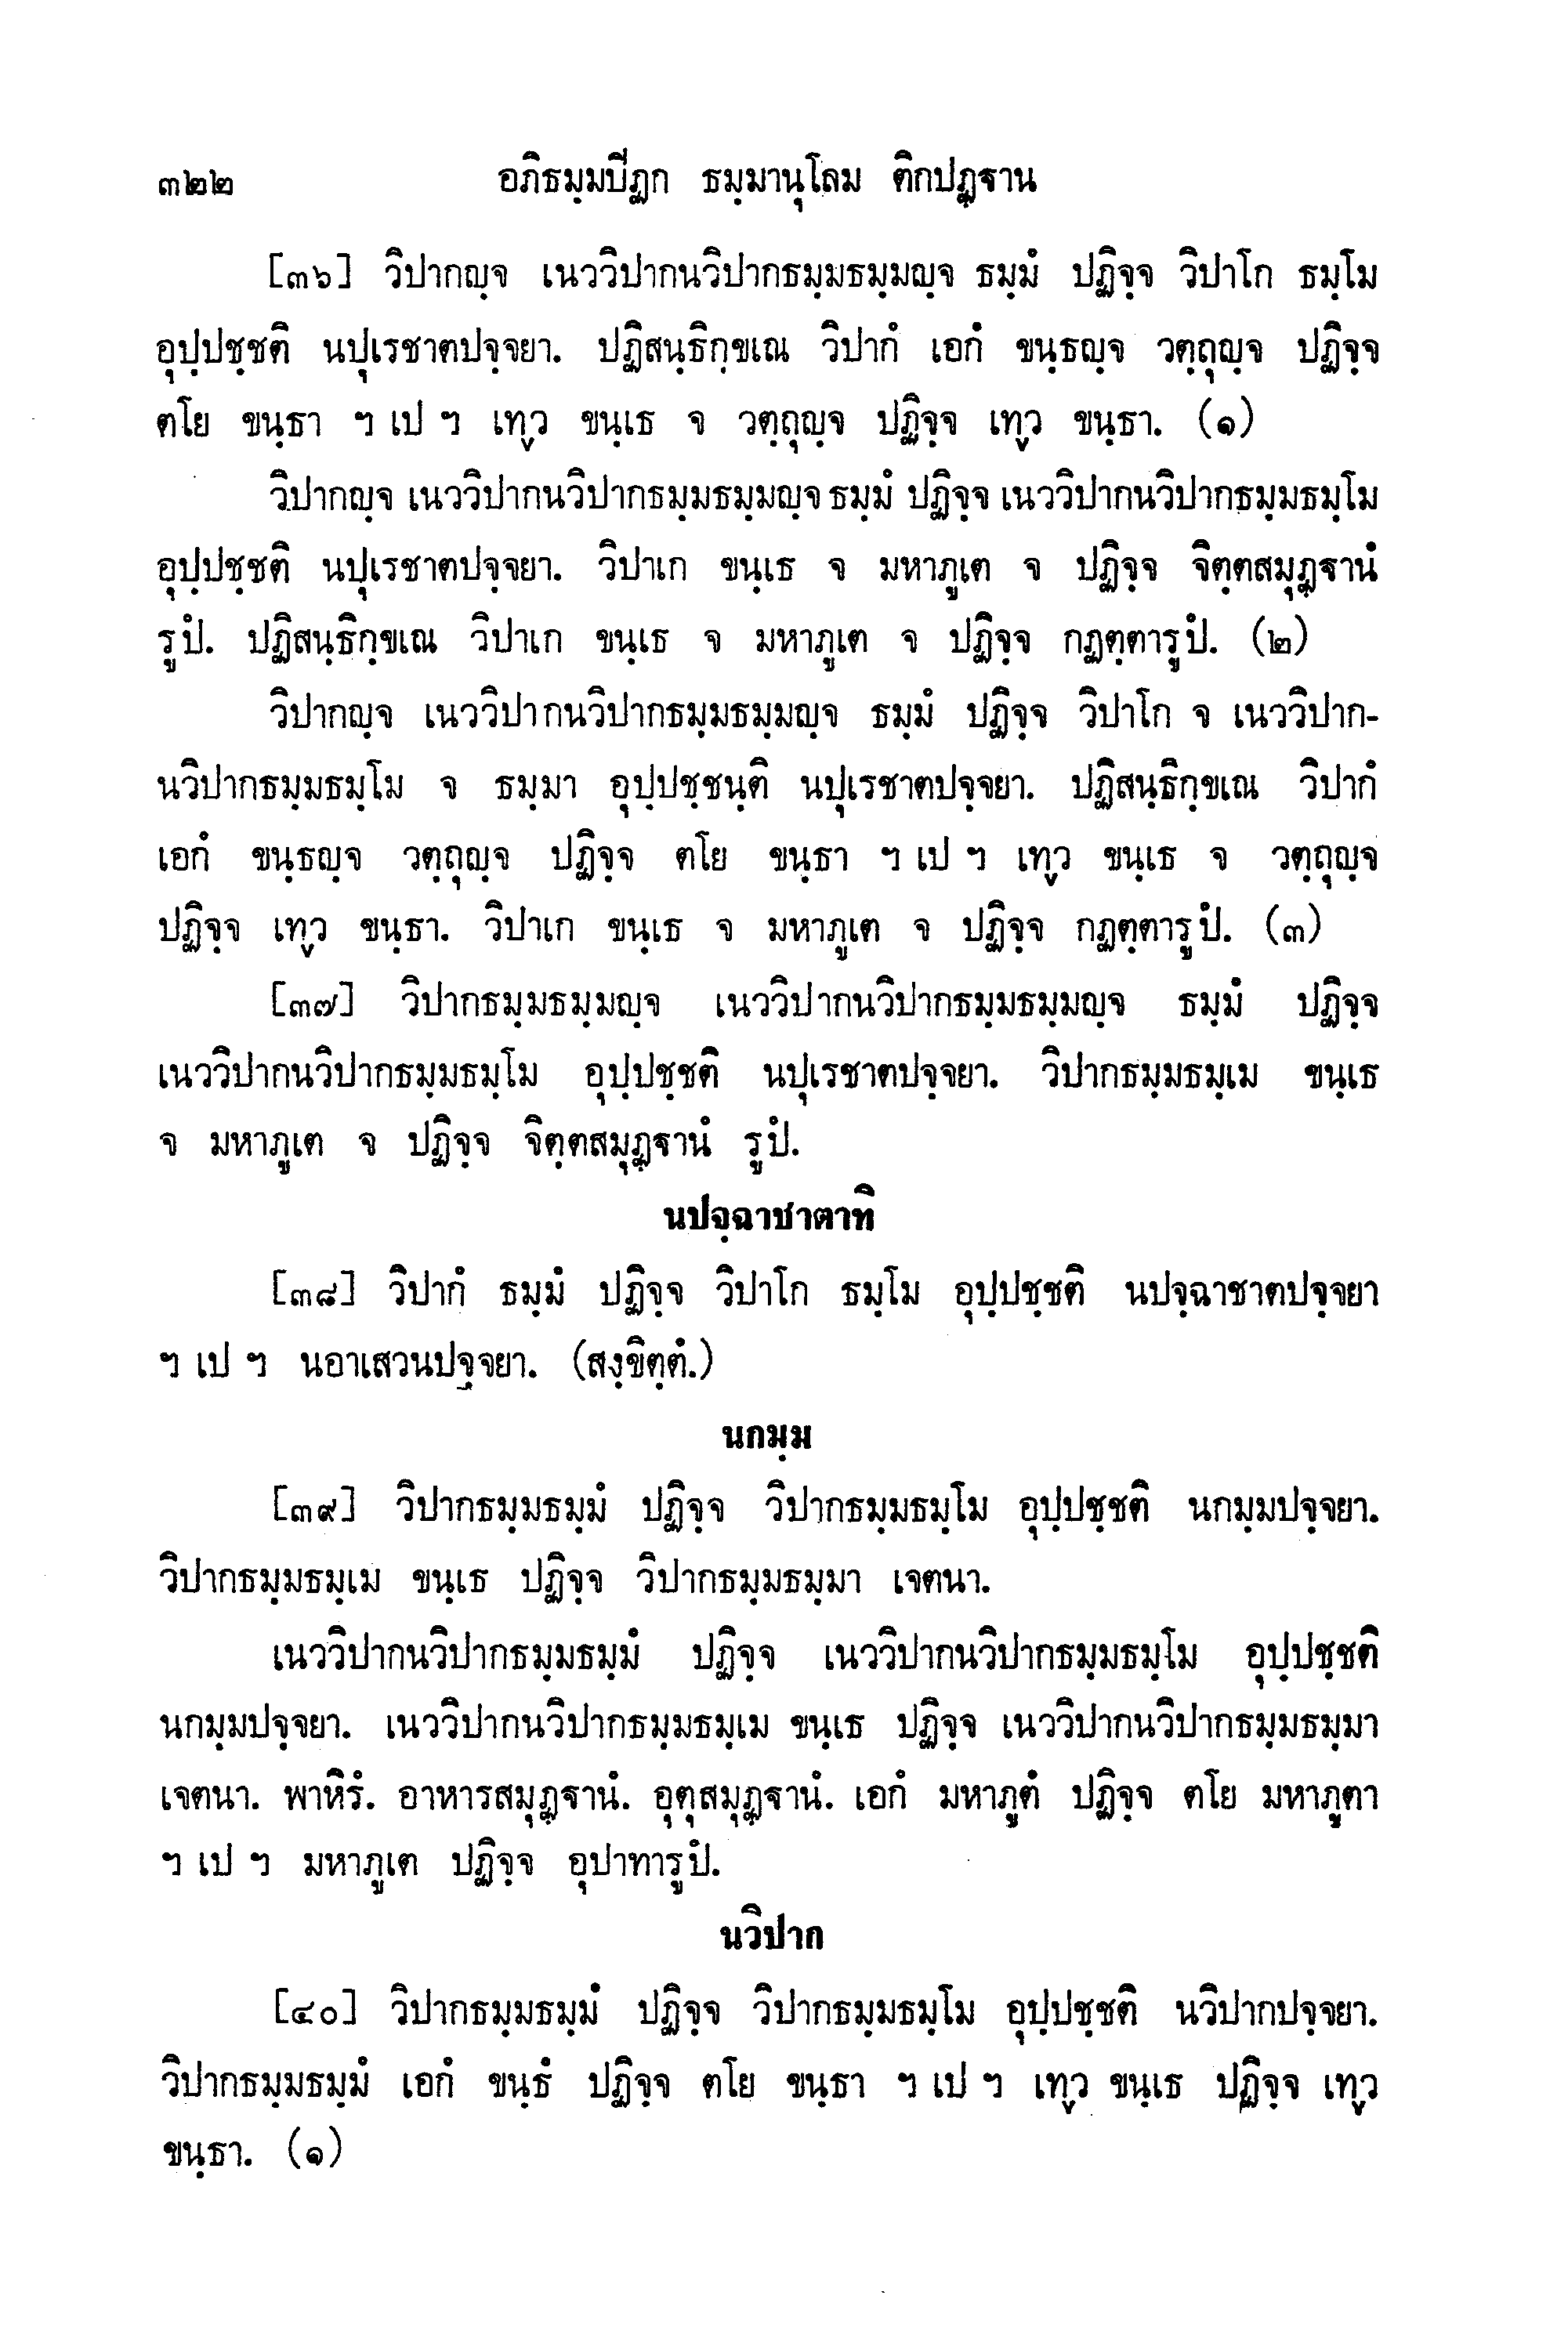 ๓๒๒ อภิธมฺมปิฏก ธมฺมานุโลม ติกปฏฺฐาน
[๓๖] วิปากญฺจ เนววิปากนวิปากธมฺมธมฺมญฺจ ธมฺมํ ปฏิจฺจ วิปาโก ธมฺโม
อุปฺปชฺชติ นปุเรชาตปจฺจยา. ปฏิสนฺธิกฺขเณ วิปากํ เอกํ ขนฺธญฺจ วตฺถุญฺจ ปฏิจฺจ
ตโย ขนฺธา ฯ เป ฯ เทฺว ขนฺเธ จ วตฺถุญฺจ ปฏิจฺจ เทฺว ขนฺธา. (๑)
วิปากญฺจ เนววิปากนวิปากธมฺมธมฺมญฺจ ธมฺมํ ปฏิจฺจ เนววิปากนวิปากธมฺมธมฺโม
อุปฺปชฺชติ นปุเรชาตปจฺจยา. วิปาเก ขนฺเธ จ มหาภูเต จ ปฏิจฺจ จิตฺตสมุฏฺฐานํ
รูปํ. ปฏิสนฺธิกฺขเณ วิปาเก ขนฺเธ จ มหาภูเต จ ปฏิจฺจ กฏตฺตารูปํ. (๒)
วิปากญฺจ เนววิปากนวิปากธมฺมธมฺมญฺจ ธมฺมํ ปฏิจฺจ วิปาโก จ เนววิปาก-
นวิปากธมฺมธมฺโม จ ธมฺมา อุปฺปชฺชนฺติ นปุเรชาตปจฺจยา. ปฏิสนฺธิกฺขเณ วิปากํ
เอกํ ขนฺธญฺจ วตฺถุญฺจ ปฏิจฺจ ตโย ขนฺธา ฯ เป ฯ เทฺว ขนฺเธ จ วตฺถุญฺจ
ปฏิจฺจ เทฺว ขนฺธา. วิปาเก ขนฺเธ จ มหาภูเต จ ปฏิจฺจ กฏตฺตารูปํ. (๓)
[๓๗] วิปากธมฺมธมฺมญฺจ เนววิปากนวิปากธมฺมธมฺมญฺจ ธมฺมํ ปฏิจฺจ
เนววิปากนวิปากธมฺมธมฺโม อุปฺปชฺชติ นปุเรชาตปจฺจยา. วิปากธมฺมธมฺเม ขนฺเธ
จ มหาภูเต จ ปฏิจฺจ จิตฺตสมุฏฺฐานํ รูปํ.
นปจฺฉาชาตาทิ
[๓๘] วิปากํ ธมฺมํ ปฏิจฺจ วิปาโก ธมฺโม อุปฺปชฺชติ นปจฺฉาชาตปจฺจยา
ฯ เป ฯ นอาเสวนปจฺจยา. (สงฺขิตฺตํ.)
นกมฺม
[๓๙] วิปากธมฺมธมฺมํ ปฏิจฺจ วิปากธมฺมธมฺโม อุปฺปชฺชติ นกมฺมปจฺจยา.
วิปากธมฺมธมฺเม ขนฺเธ ปฏิจฺจ วิปากธมฺมธมฺมา เจตนา.
เนววิปากนวิปากธมฺมธมฺมํ ปฏิจฺจ เนววิปากนวิปากธมฺมธมฺโม อุปฺปชฺชติ
นกมฺมปจฺจยา. เนววิปากนวิปากธมฺมธมฺเม ขนฺเธ ปฏิจฺจ เนววิปากนวิปากธมฺมธมฺมา
เจตนา. พาหิรํ. อาหารสมุฏฺฐานํ. อุตุสมุฏฺฐานํ. เอกํ มหาภูตํ ปฏิจฺจ ตโย มหาภูตา
ฯ เป ฯ มหาภูเต ปฏิจฺจ อุปาทารูปํ.
นวิปาก
[๔๐] วิปากธมฺมธมฺมํ ปฏิจฺจ วิปากธมฺมธมฺโม อุปฺปชฺชติ นวิปากปจฺจยา.
วิปากธมฺมธมฺมํ เอกํ ขนฺธํ ปฏิจฺจ ตโย ขนฺธา ฯ เป ฯ เทฺว ขนฺเธ ปฏิจฺจ เทฺว
ขนฺธา. (๑)